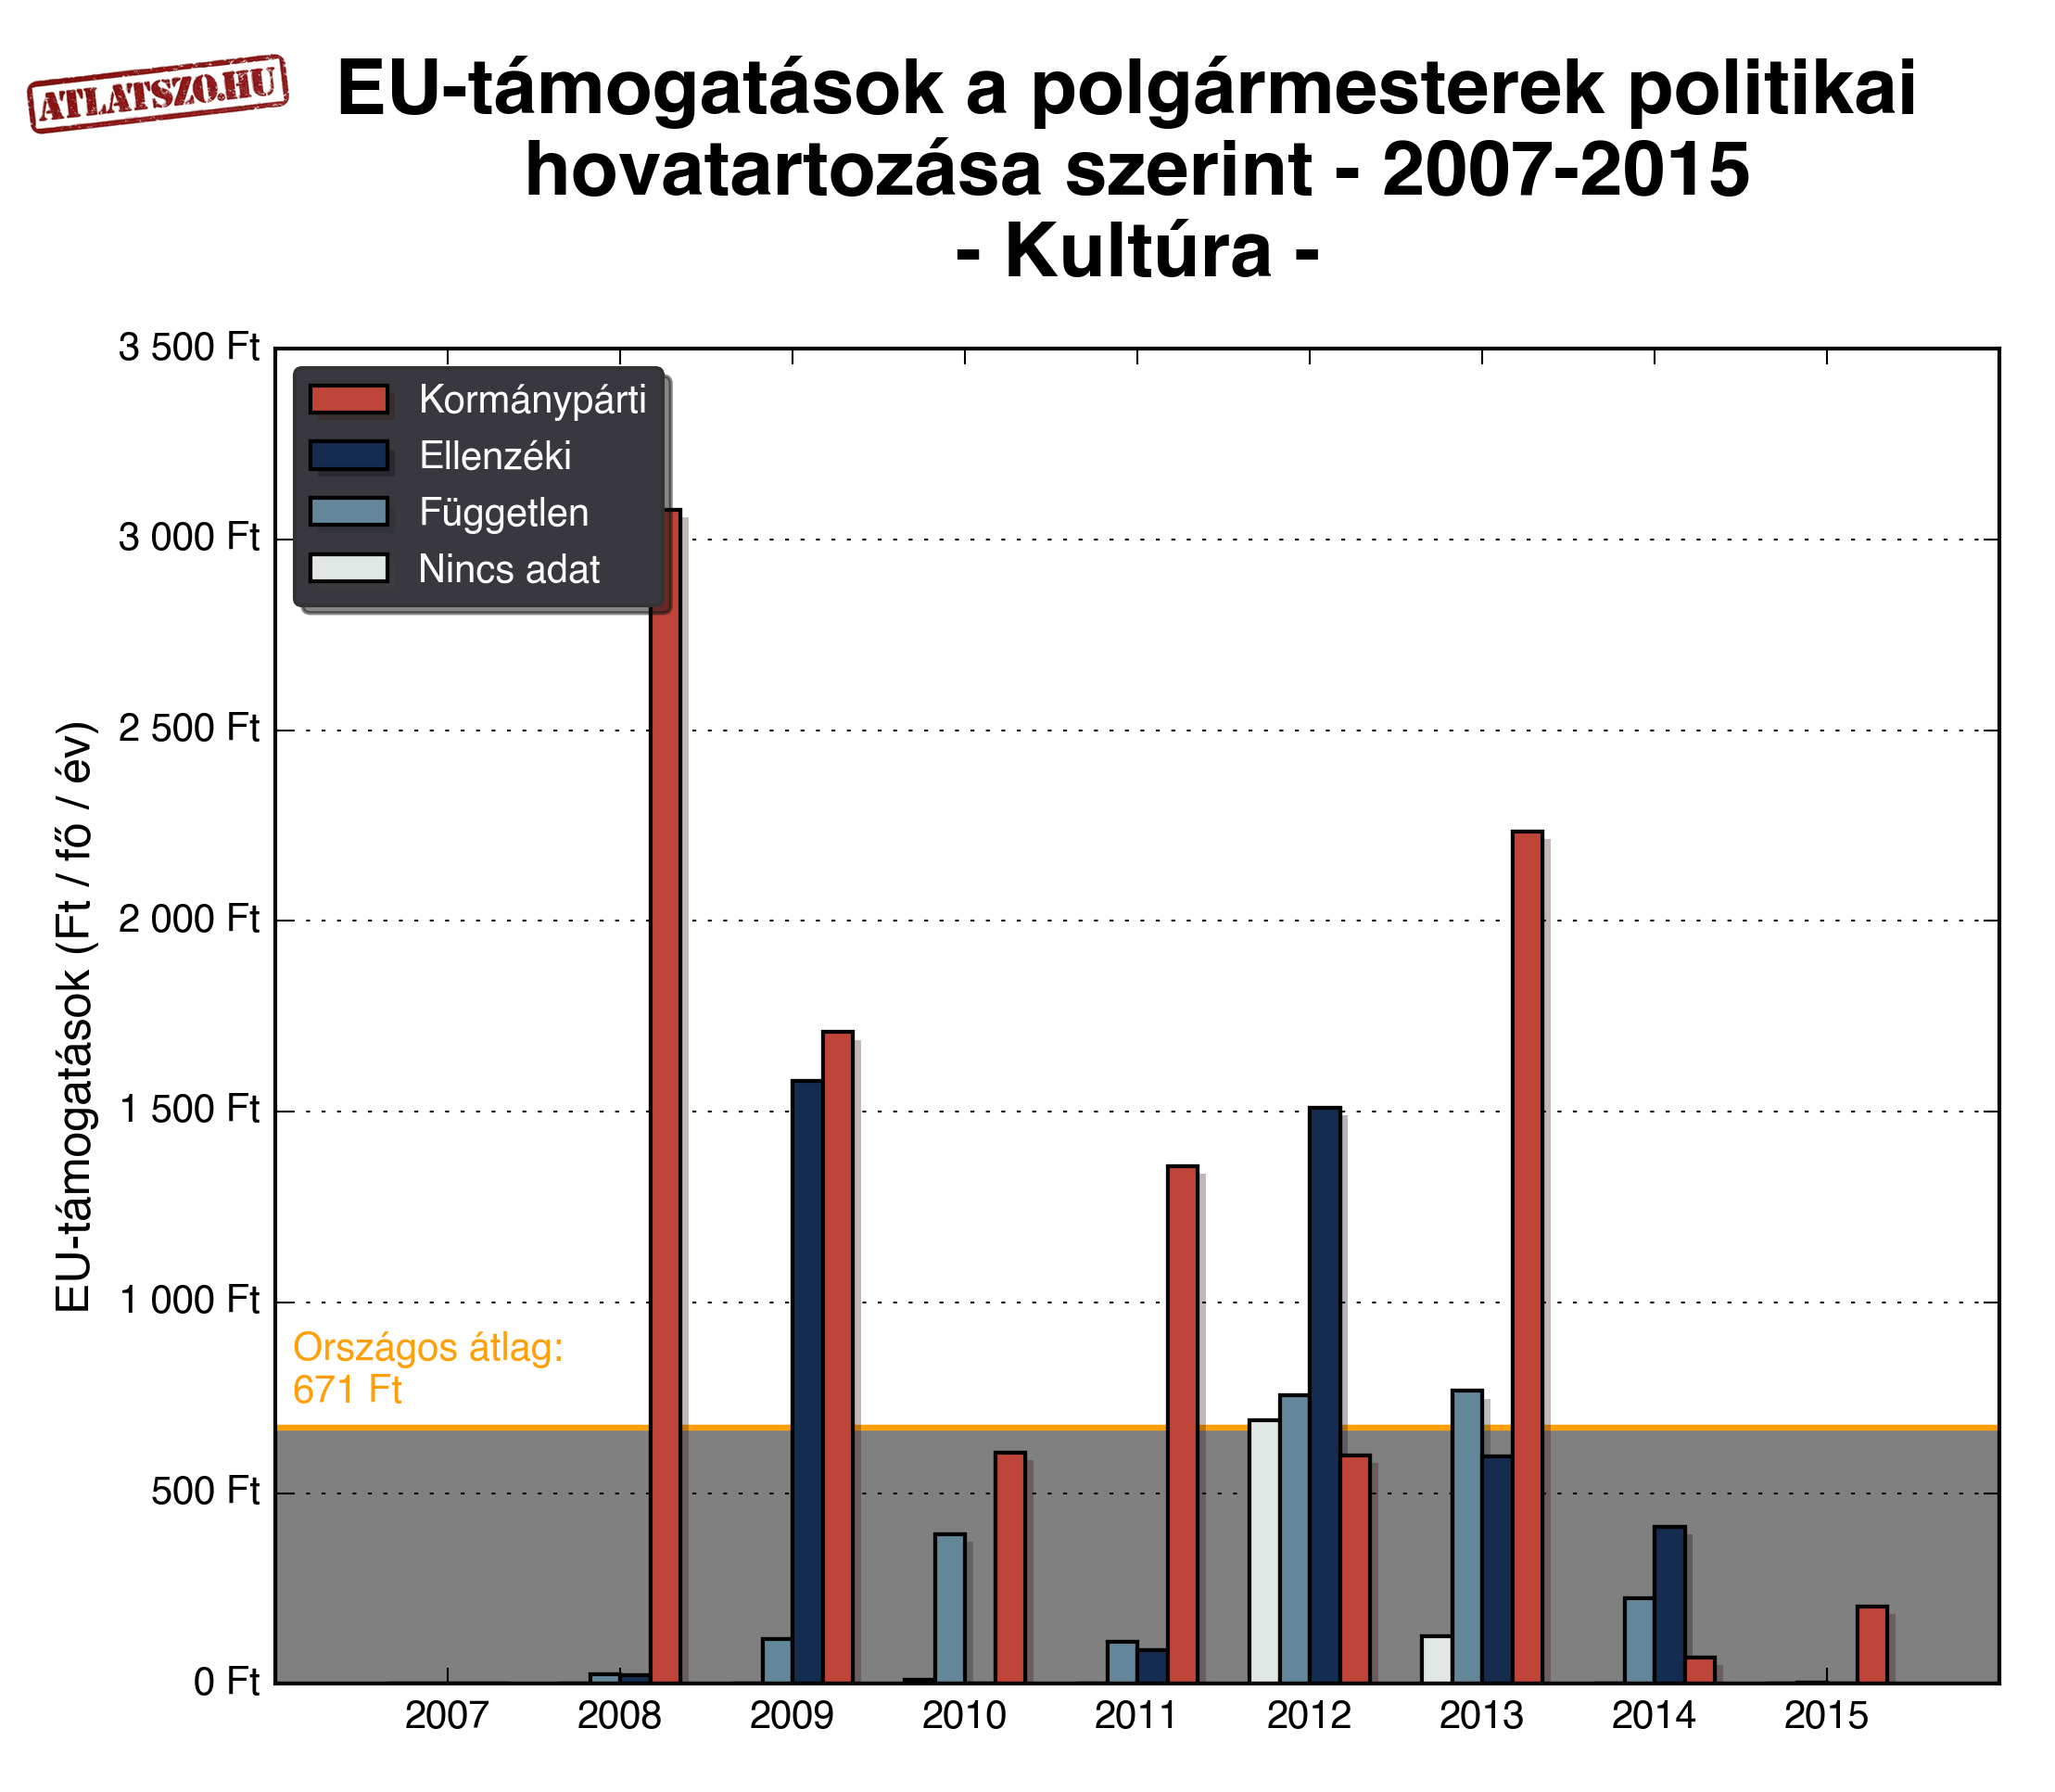 ATLATSZO.HU
EU-támogatások a polgármesterek politikai
hovatartozása szerint - 2007-2015
- Kultúra -
3 500 Ft
3 000 Ft
2 500 Ft
2 000 Ft
1 500 Ft
1 000 Ft
500 Ft
0 Ft
EU-támogatások (Ft / fő / év)
Kormánypárti
Ellenzéki
Független
Nincs adat
Országos átlag:
671 Ft
2007 2008 2009 2010 2011 2012 2013 2014 2015